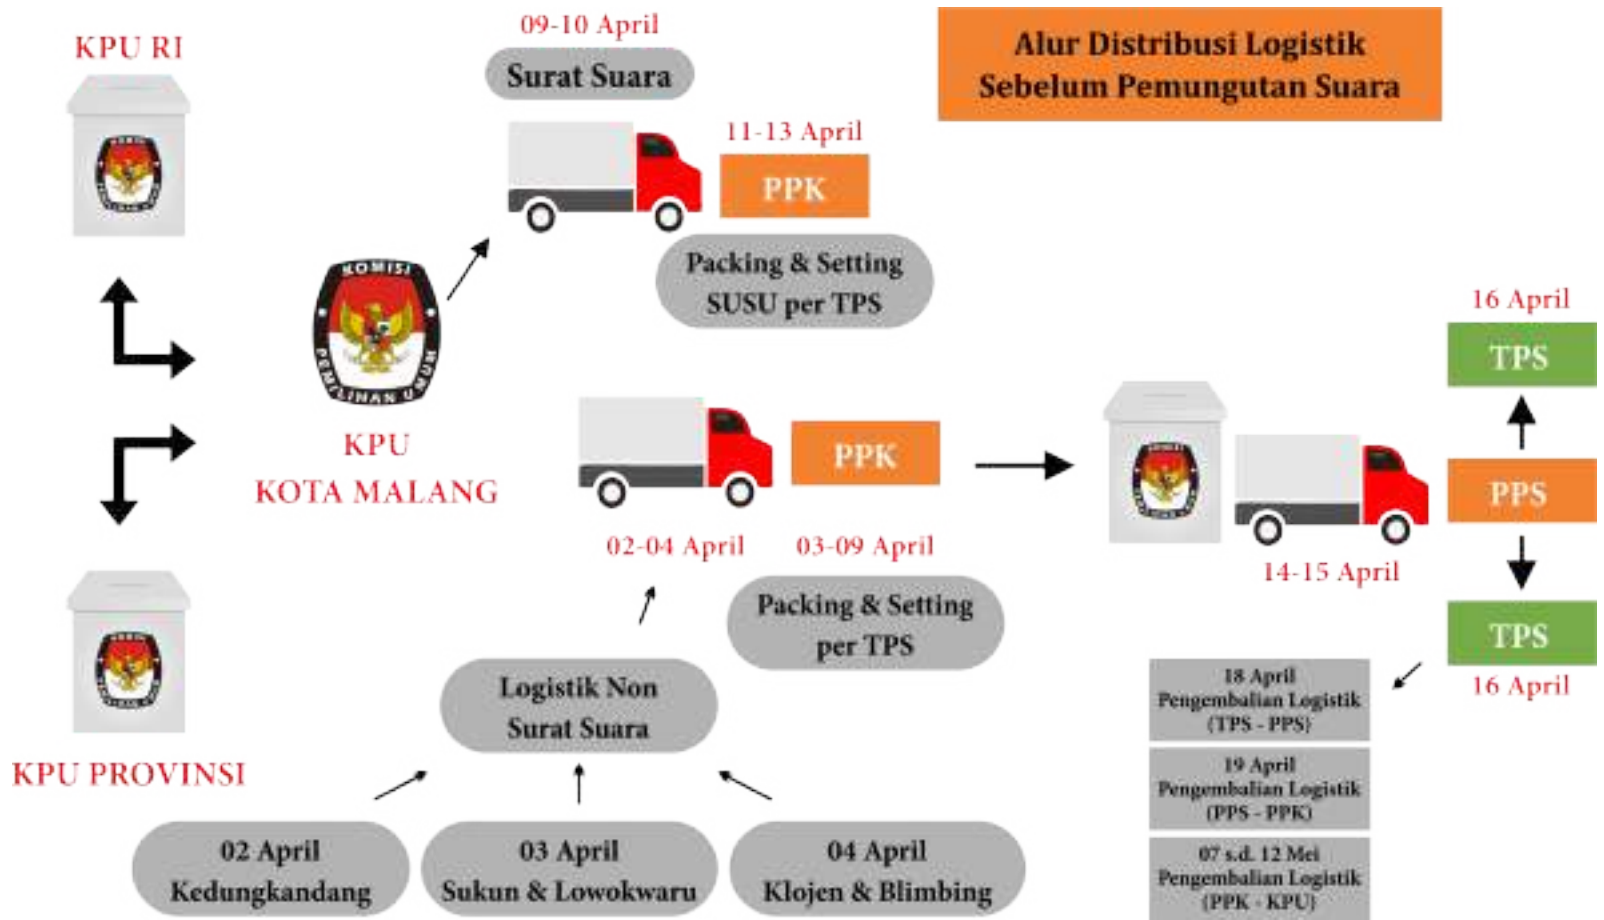 KPU RI
09-10 April
Surat Suara
Alur Distribusi Logistik
Sebelum Pemungutan Suara
11-13 April
PPK
Packing & Setting
SUSU per TPS
KOMISI
PEMILIHAN UMUM
KPU
KOTA MALANG
PPK
02-04 April
03-09 April
Packing & Setting
per TPS
16 April
TPS
PPS
14-15 April
TPS
16 April
KPU PROVINSI
Logistik Non
Surat Suara
02 April
Kedungkandang
03 April
Sukun & Lowokwaru
04 April
Klojen & Blimbing
18 April
Pengembalian Logistik
(TPS - PPS)
19 April
Pengembalian Logistik
(PPS - PPK)
07 s.d. 12 Mei
Pengembalian Logistik
(PPK - KPU)